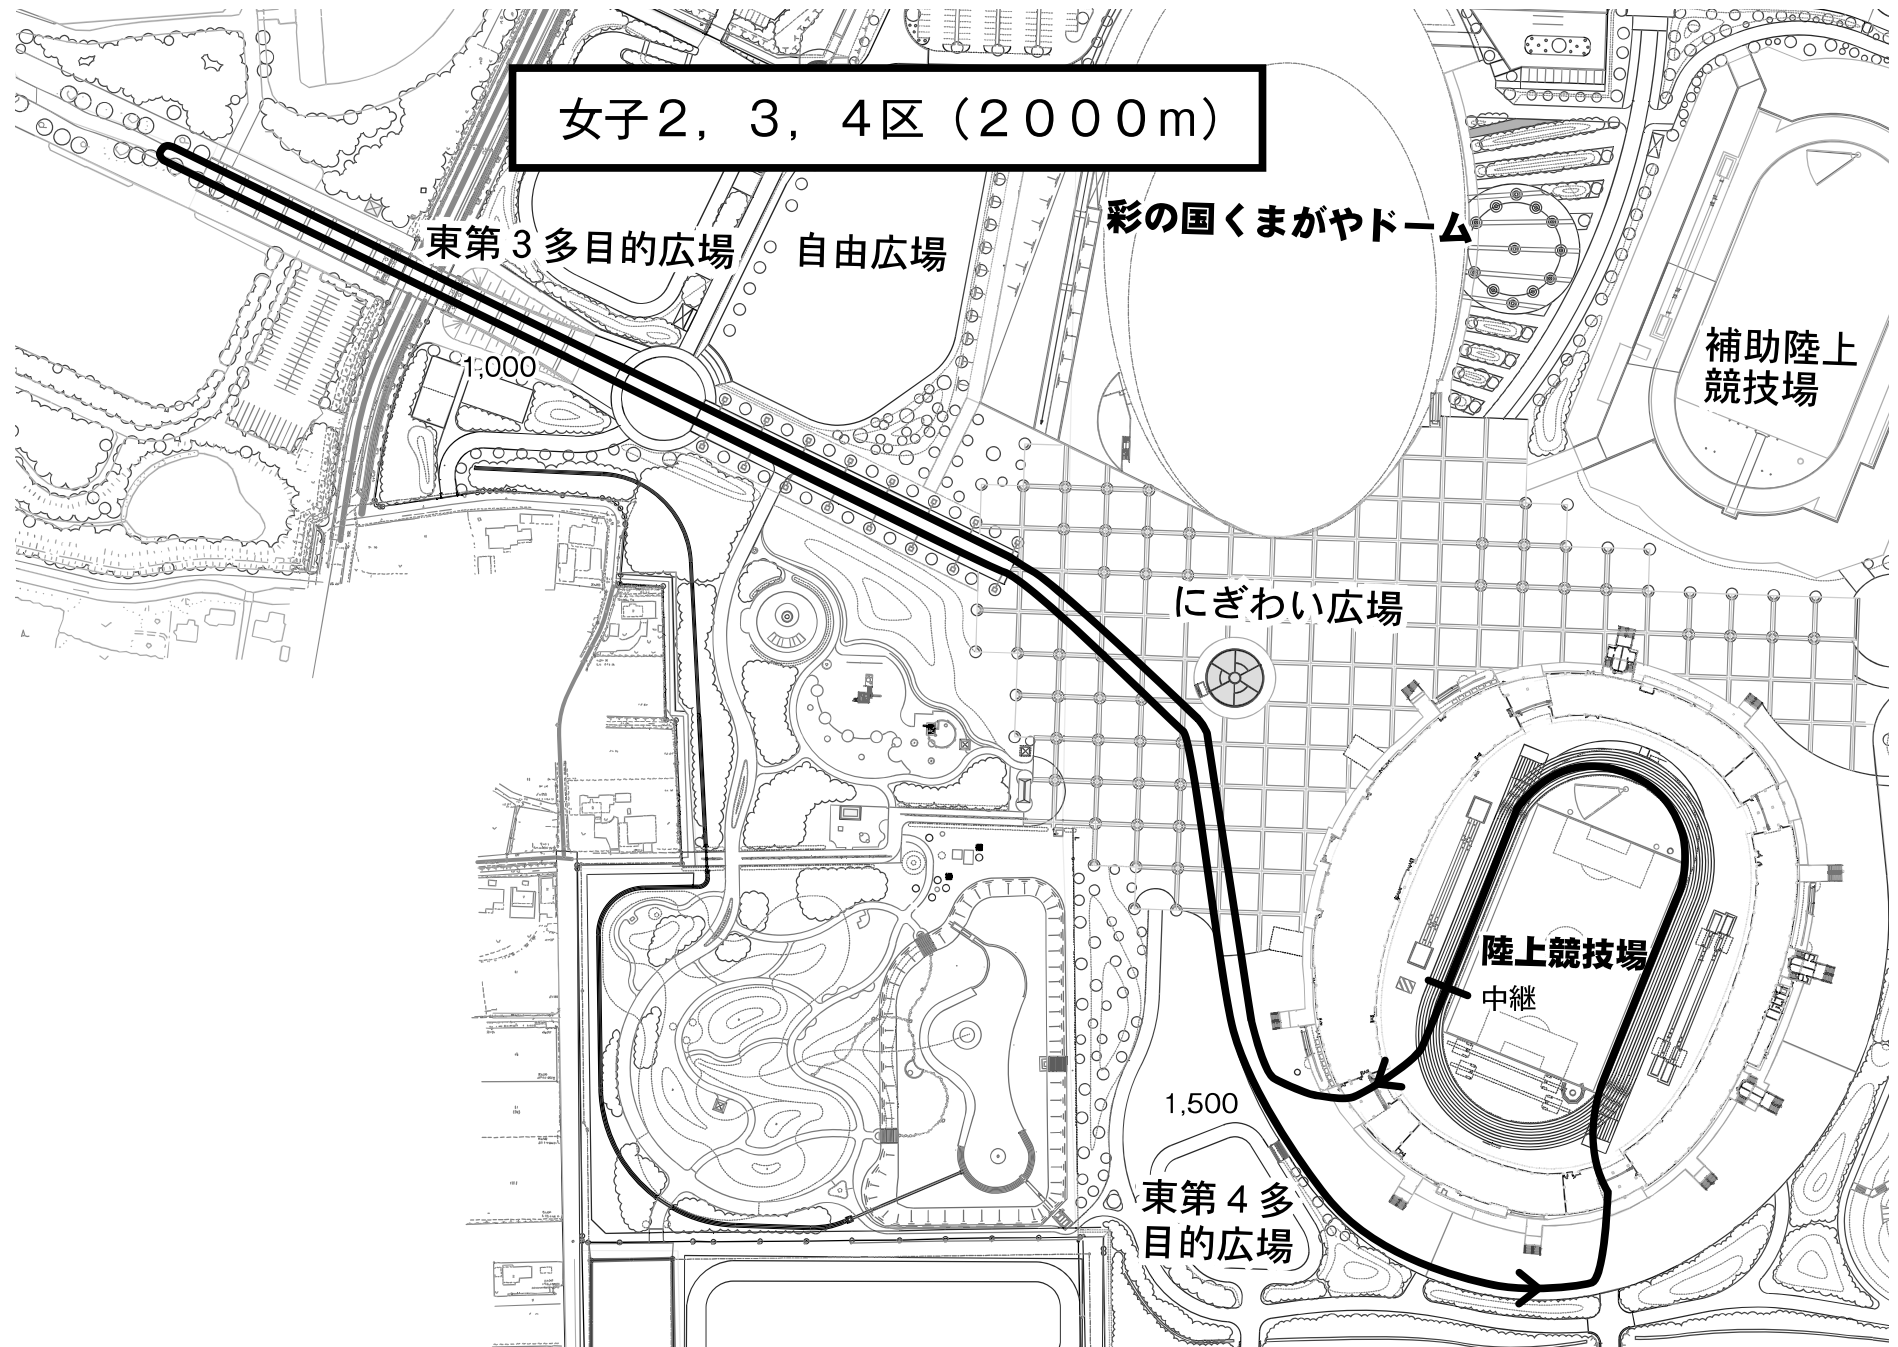 女子２，３，４区（２０００ｍ）
彩の国くまがやドーム
東第３多目的広場
自由広場
補助陸上
競技場
1,000
にぎわい広場
陸上競技場
中継
1,500
東第４多
目的広場